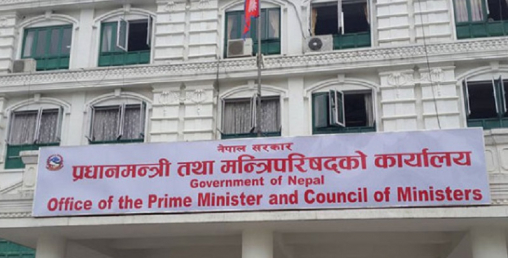 नेपाल सरकार
प्रधानमन्त्री तथा मन्त्रिपरिषद्को कार्यालय
Government of Nepal
Office of the Prime Minister and Council of Ministers